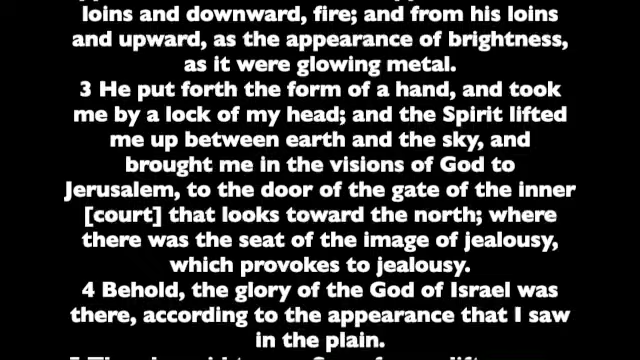 loins and downward, fire; and from his loins
and upward, as the appearance of brightness,
as it were glowing metal.
3 He put forth the form of a hand, and took
me by a lock of my head; and the Spirit lifted
me up between earth and the sky, and
brought me in the visions of God to
Jerusalem, to the door of the gate of the inner
[court] that looks toward the north; where
there was the seat of the image of jealousy,
which provokes to jealousy.
4 Behold, the glory of the God of Israel was
there, according to the appearance that I saw
in the plain.